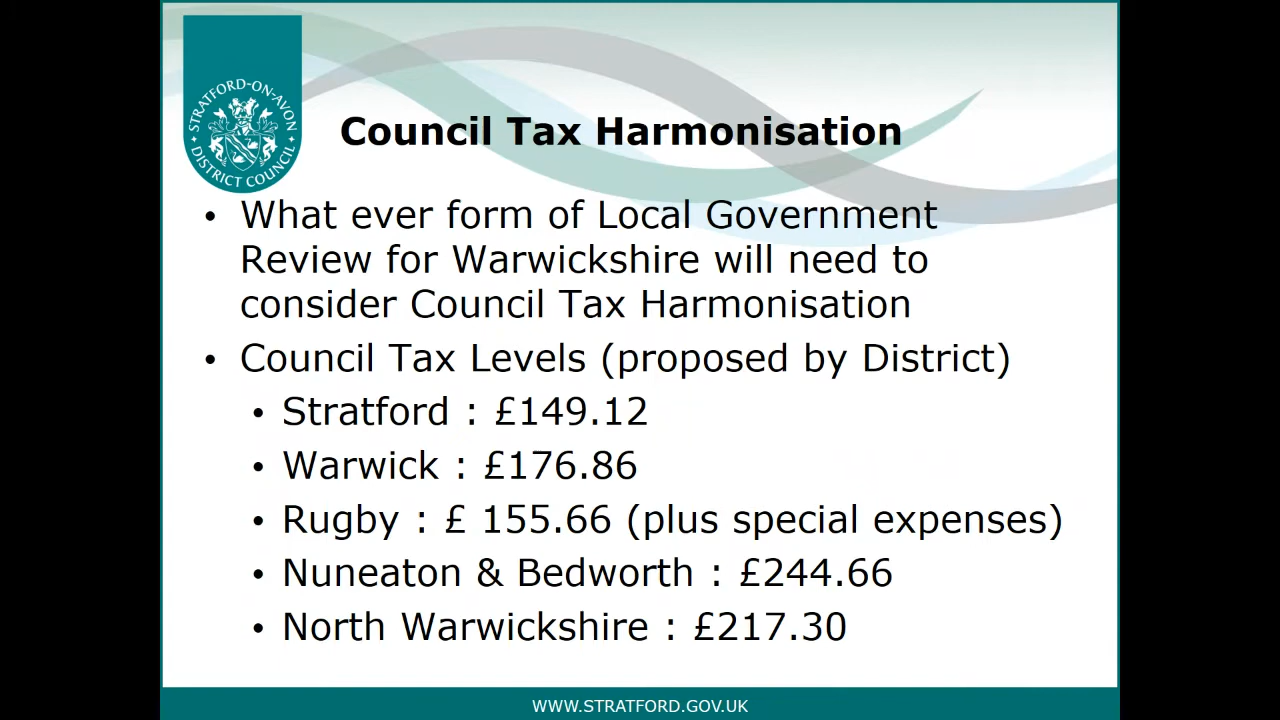 STRATFORD-ON-AVON
DISTRICT COUNCIL
Council Tax Harmonisation
• What ever form of Local Government
Review for Warwickshire will need to
consider Council Tax Harmonisation
• Council Tax Levels (proposed by District)
• Stratford : £149.12
• Warwick : £176.86
• Rugby : £ 155.66 (plus special expenses)
• Nuneaton & Bedworth : £244.66
• North Warwickshire : £217.30
WWW.STRATFORD.GOV.UK